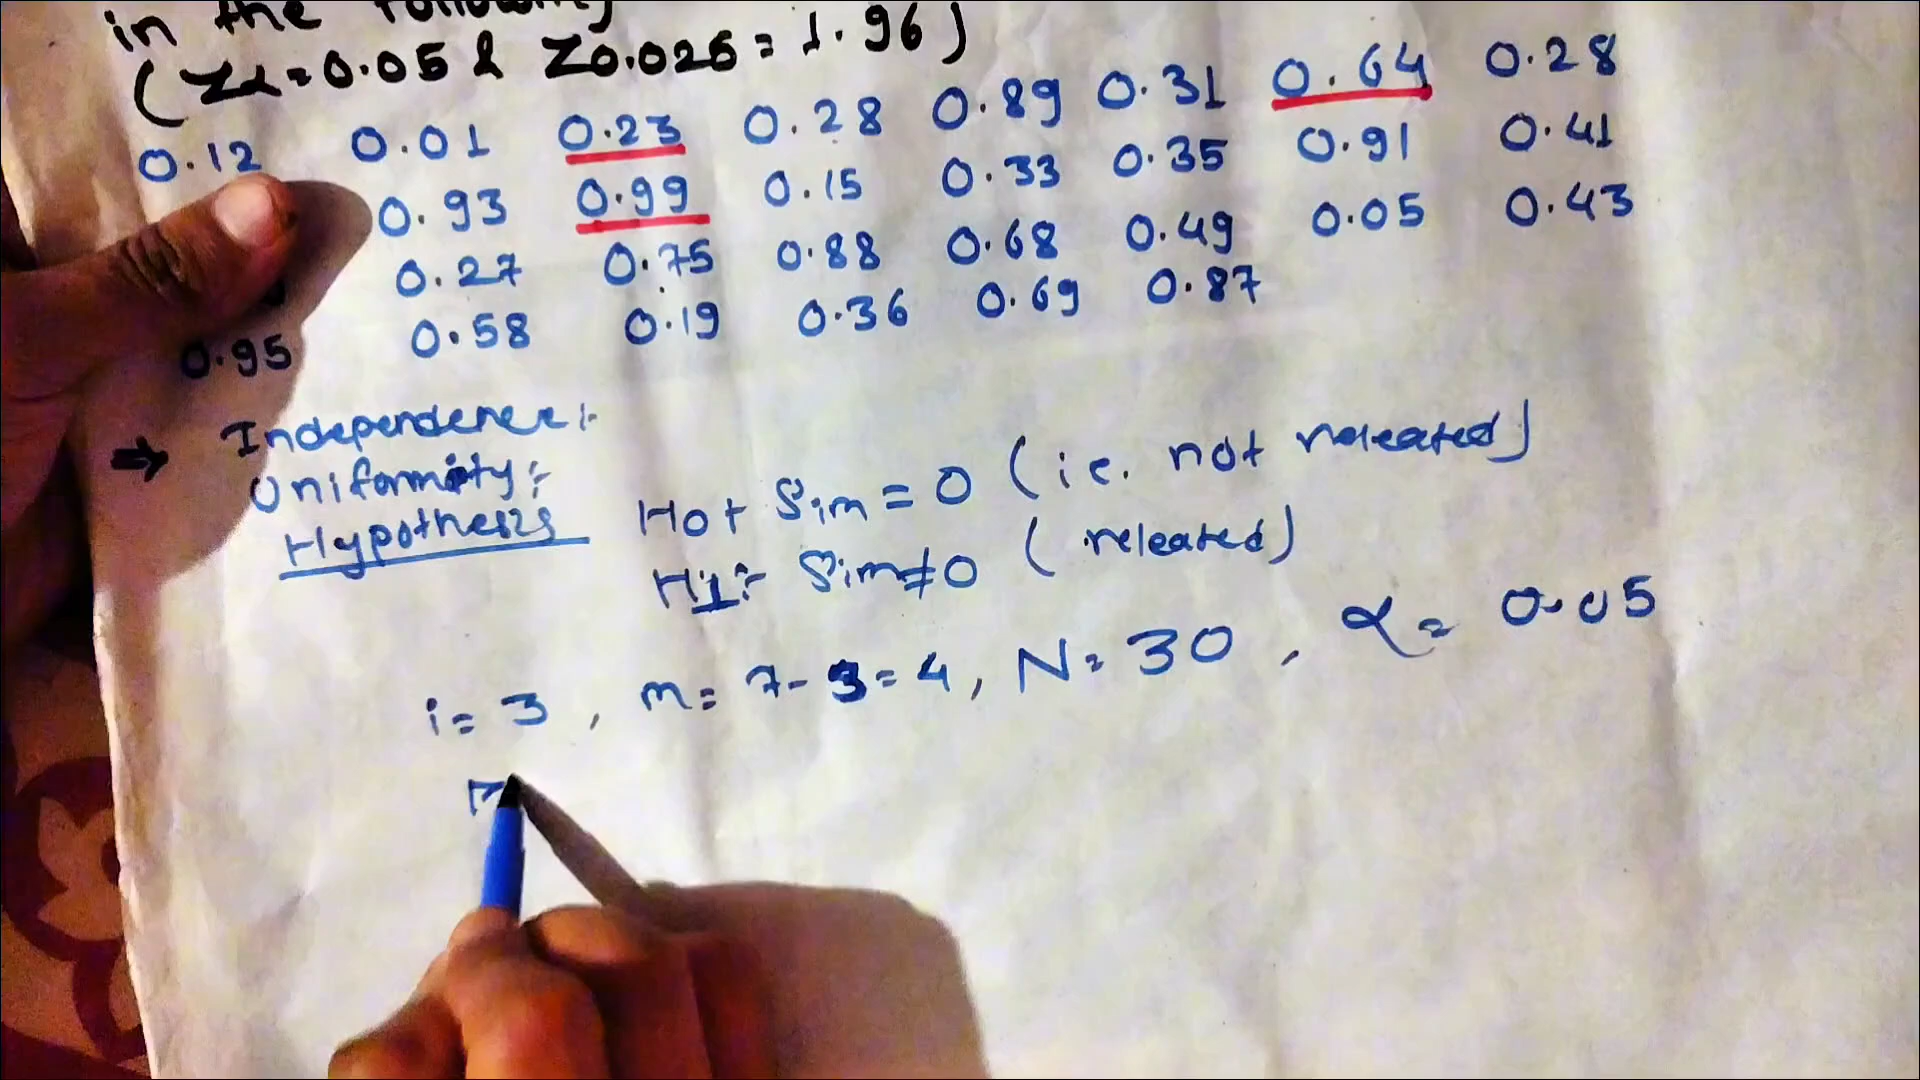 in the following
(Zα=0.05 & Z0.025 = 1.96)
0.12 0.01 0.23 0.28 0.89 0.31 0.64 0.28
0.93 0.99 0.15 0.33 0.35 0.91 0.41
0.27 0.75 0.88 0.68 0.49 0.05 0.43
0.95 0.58 0.19 0.36 0.69 0.87
→ Independence:-
Uniformity:-
Hypothesis
Ho+ Sim = 0 (i.e. not releated)
H1:- Sim≠0 (releated)
i= 3, m= 7-3=4, N= 30, α= 0.05